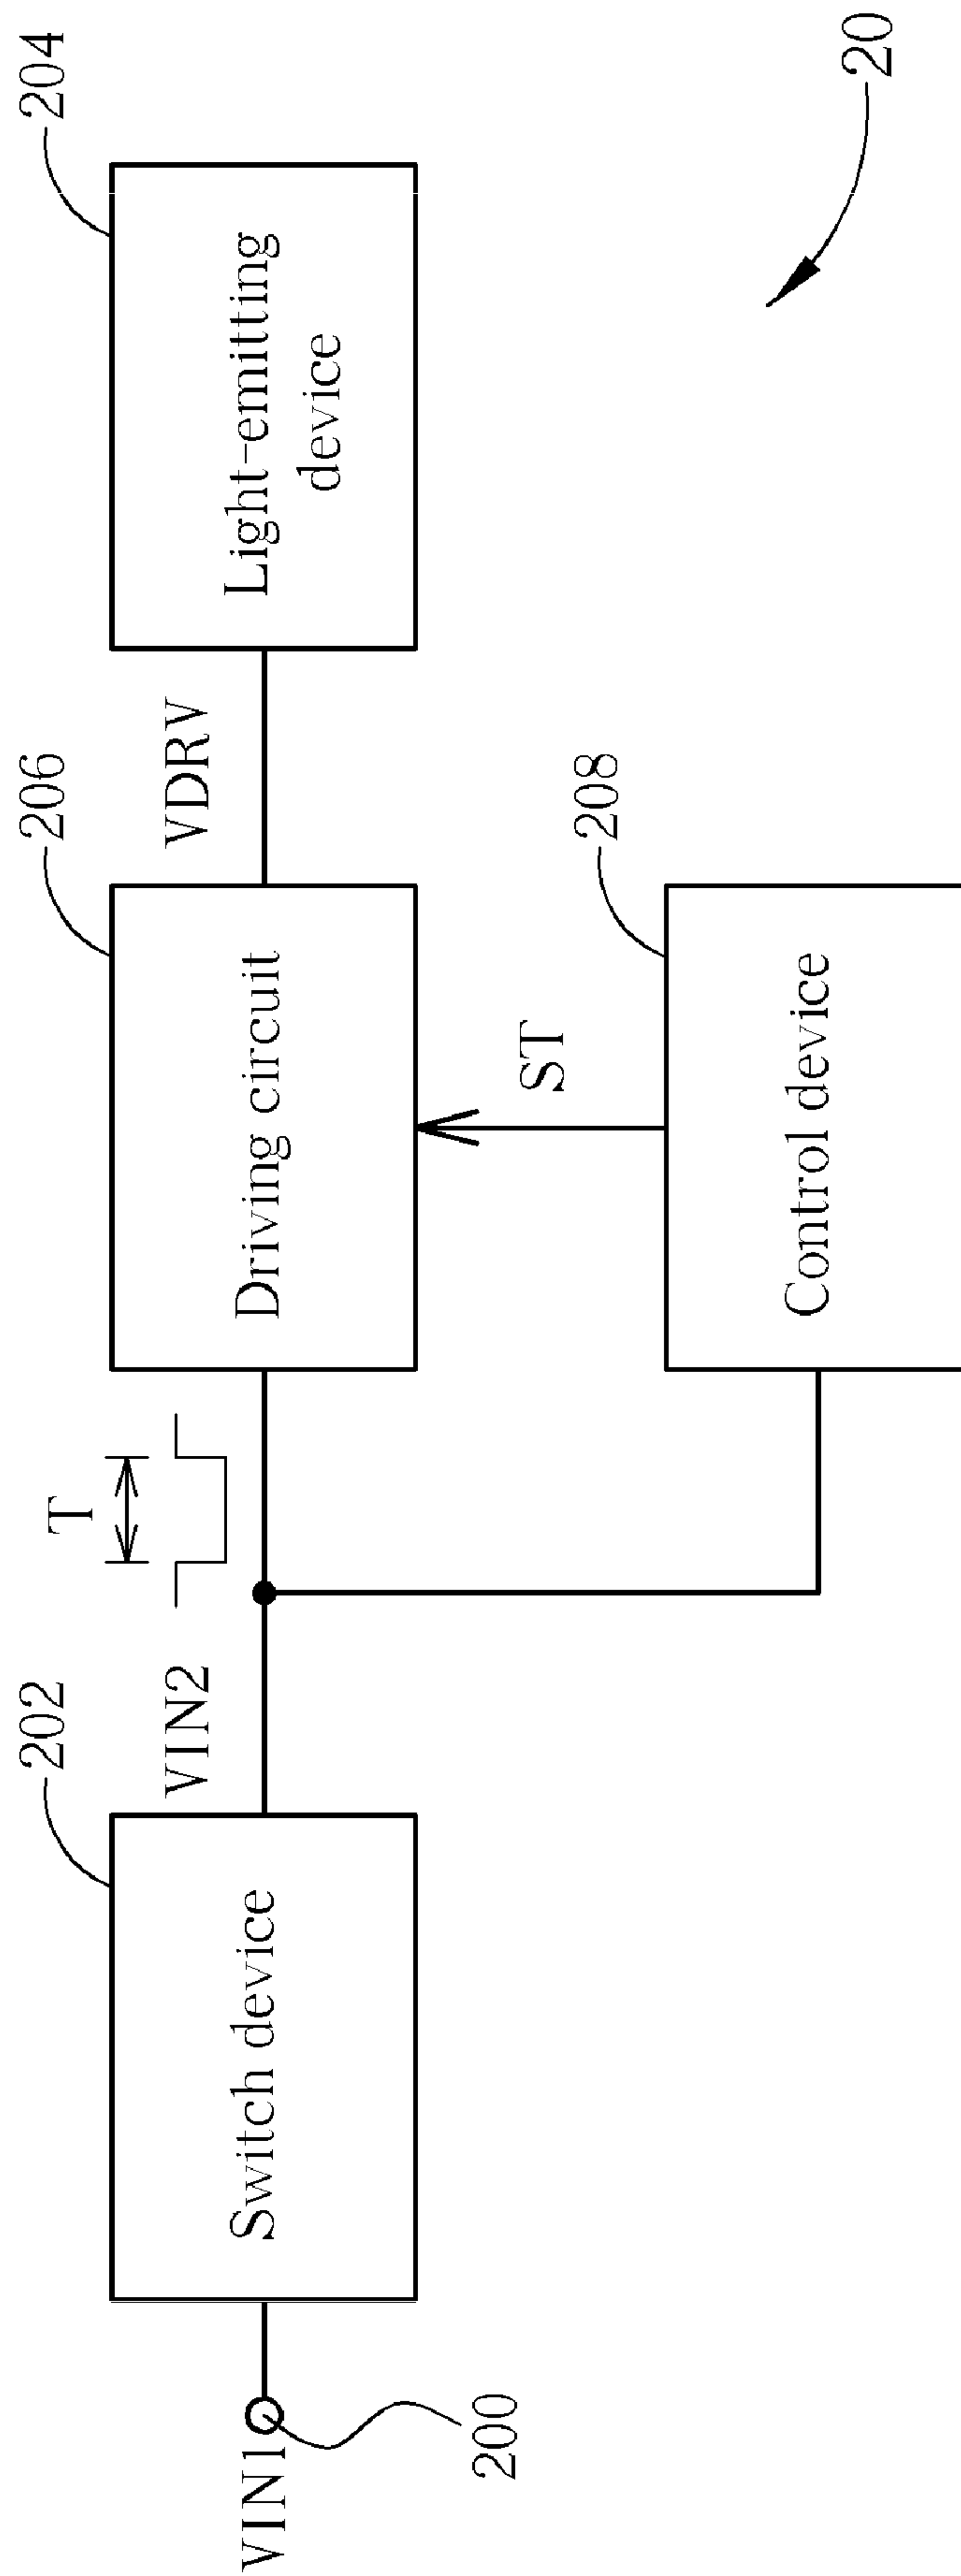 202
T
206
204
VIN2
VDRV
VIN1
Switch device
Driving circuit
Light-emitting
device
200
ST
208
Control device
20